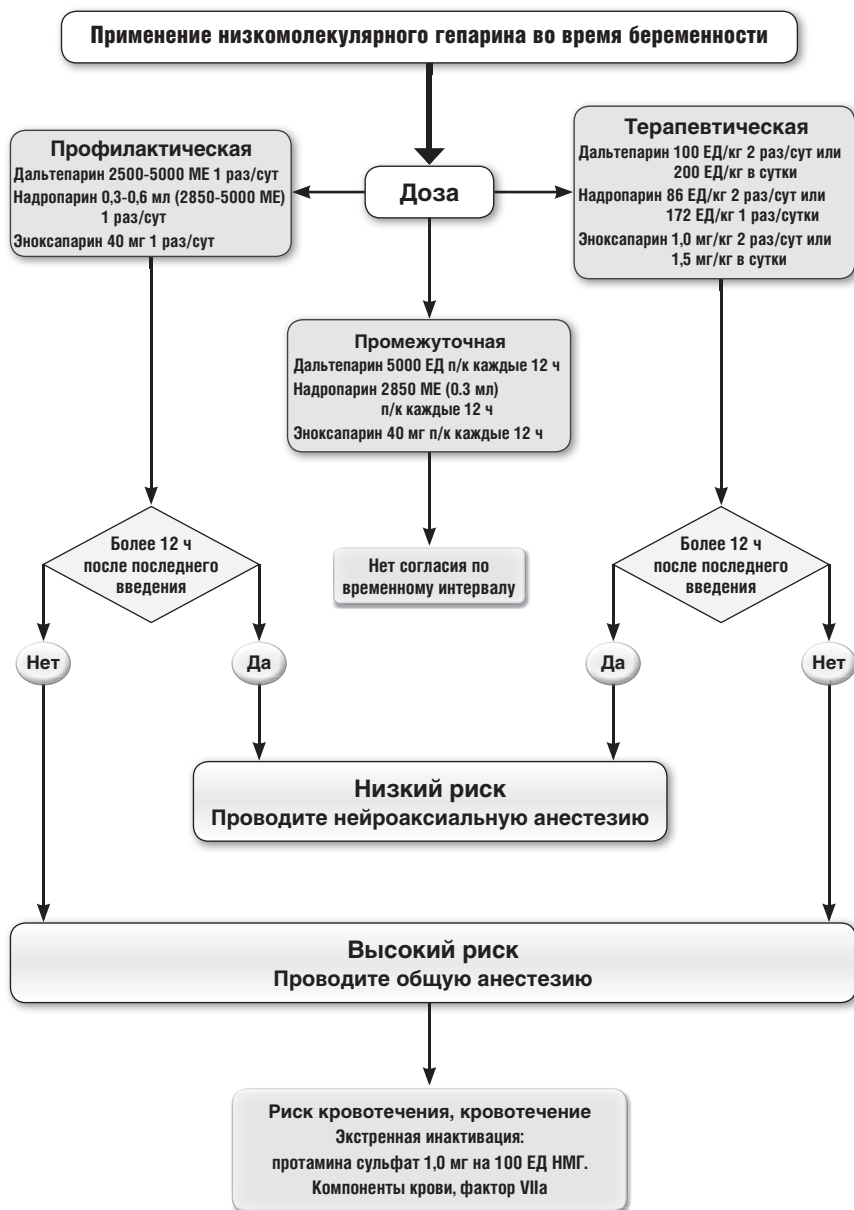 Применение низкомолекулярного гепарина во время беременности
Профилактическая
Дальтепарин 2500-5000 МЕ 1 раз/сут
Надропарин 0,3-0,6 мл (2850-5000 МЕ)
1 раз/сут
Эноксапарин 40 мг 1 раз/сут
Доза
Терапевтическая
Дальтепарин 100 ЕД/кг 2 раз/сут или
200 ЕД/кг в сутки
Надропарин 86 ЕД/кг 2 раз/сут или
172 ЕД/кг 1 раз/сутки
Эноксапарин 1,0 мг/кг 2 раз/сут или
1,5 мг/кг в сутки
Промежуточная
Дальтепарин 5000 ЕД п/к каждые 12 ч
Надропарин 2850 МЕ (0.3 мл)
п/к каждые 12 ч
Эноксапарин 40 мг п/к каждые 12 ч
Более 12 ч
после последнего
введения
Нет согласия по
временному интервалу
Более 12 ч
после последнего
введения
Нет
Да
Да
Нет
Низкий риск
Проводите нейроаксиальную анестезию
Высокий риск
Проводите общую анестезию
Риск кровотечения, кровотечение
Экстренная инактивация:
протамина сульфат 1,0 мг на 100 ЕД НМГ.
Компоненты крови, фактор VIIa